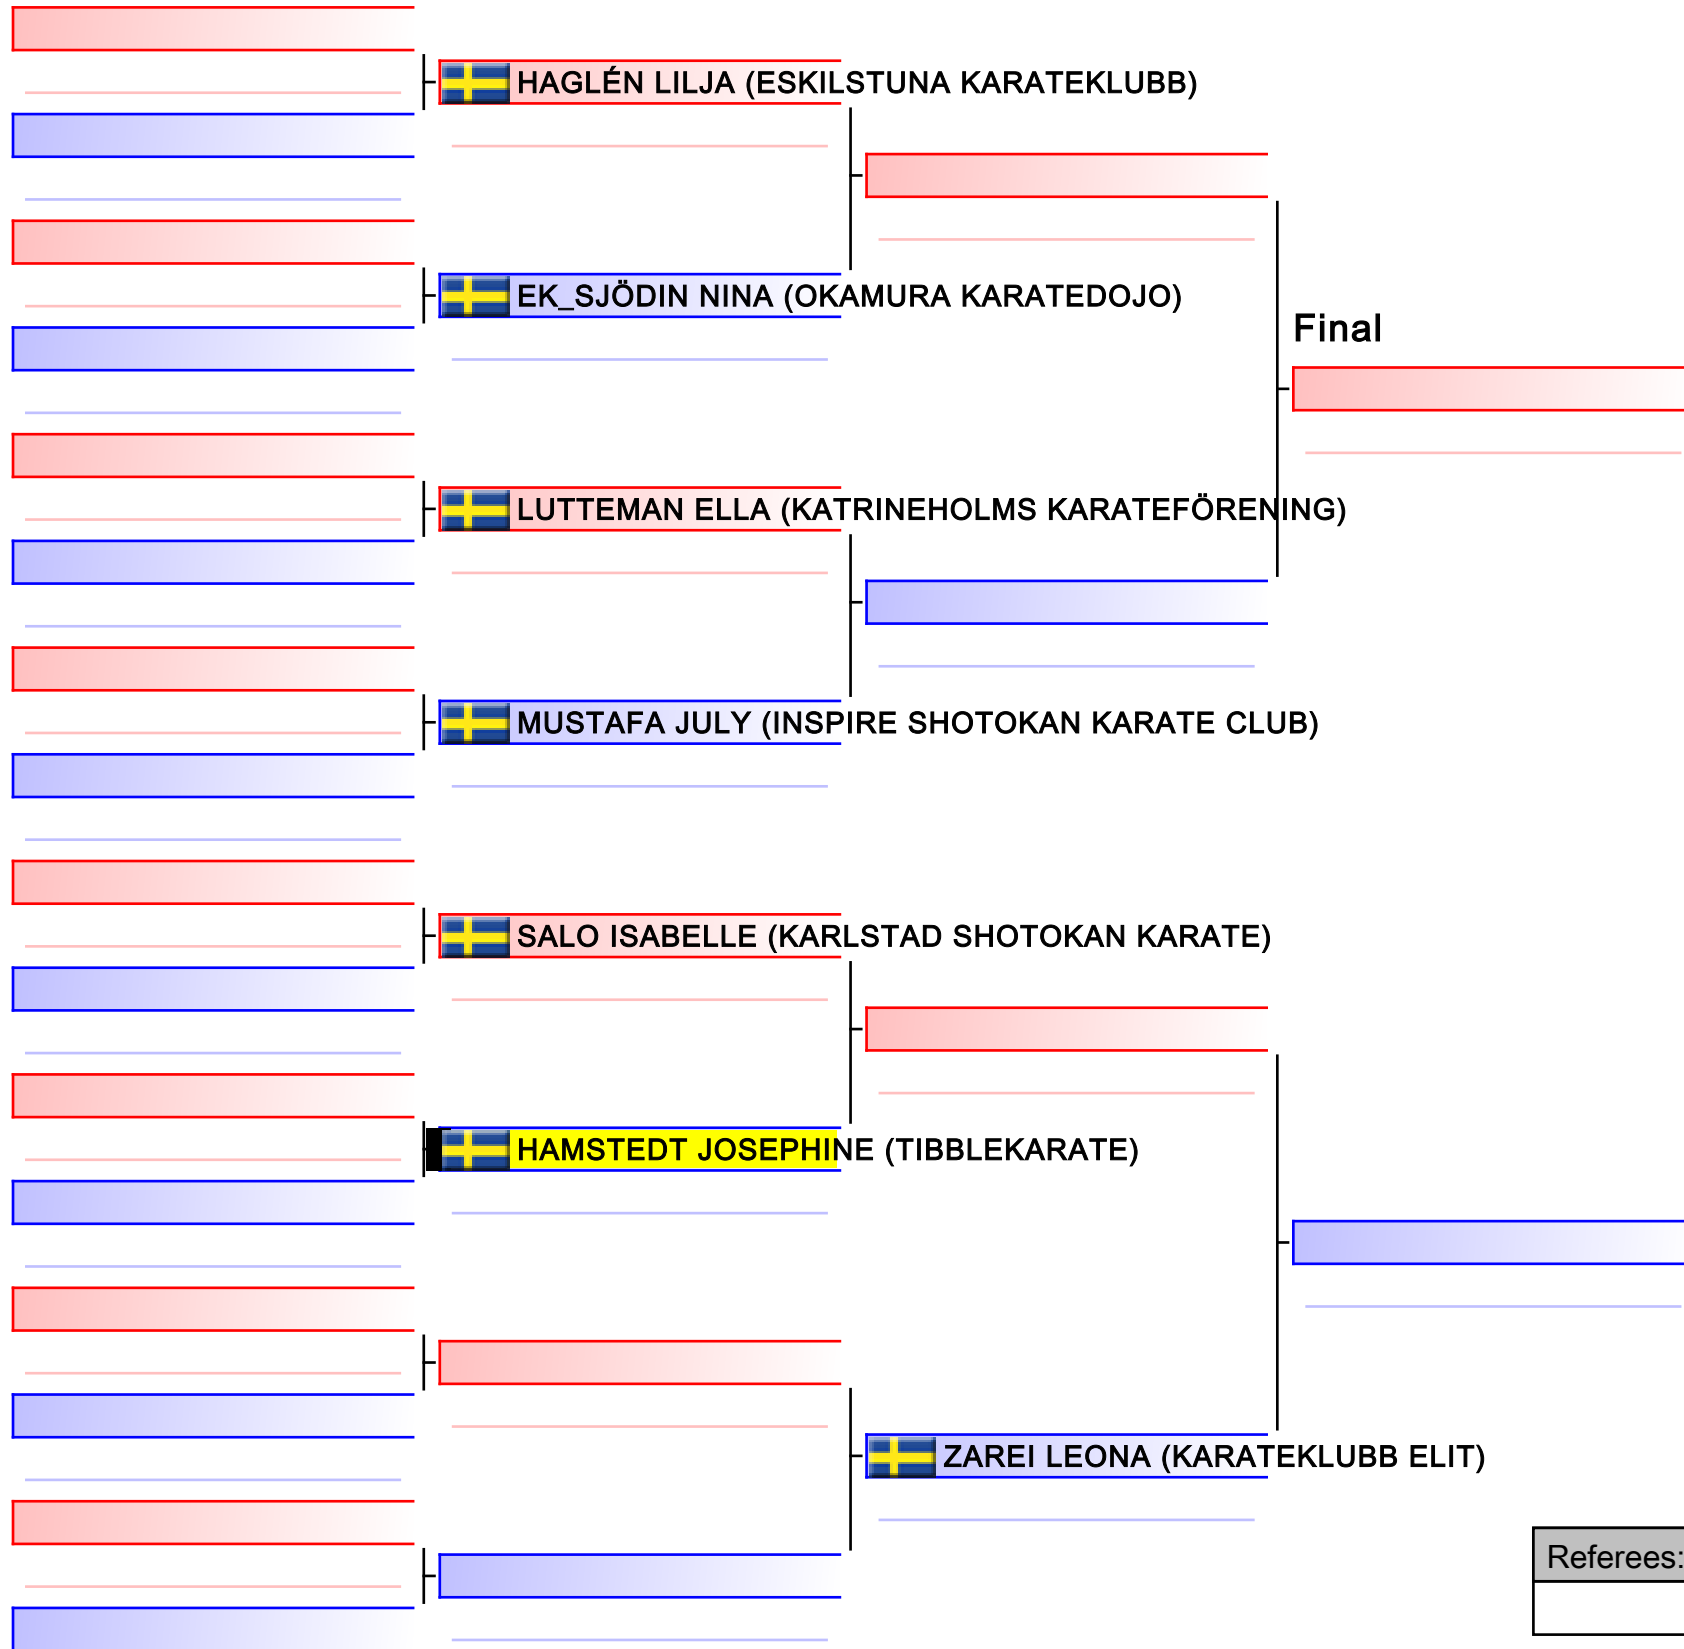 HAGLÉN LILJA (ESKILSTUNA KARATEKLUBB)
EK_SJÖDIN NINA (OKAMURA KARATEDOJO)
Final
LUTTEMAN ELLA (KATRINEHOLMS KARATEFÖRENING)
MUSTAFA JULY (INSPIRE SHOTOKAN KARATE CLUB)
SALO ISABELLE (KARLSTAD SHOTOKAN KARATE)
HAMSTEDT JOSEPHINE (TIBBLEKARATE)
ZAREI LEONA (KARATEKLUBB ELIT)
Referees: